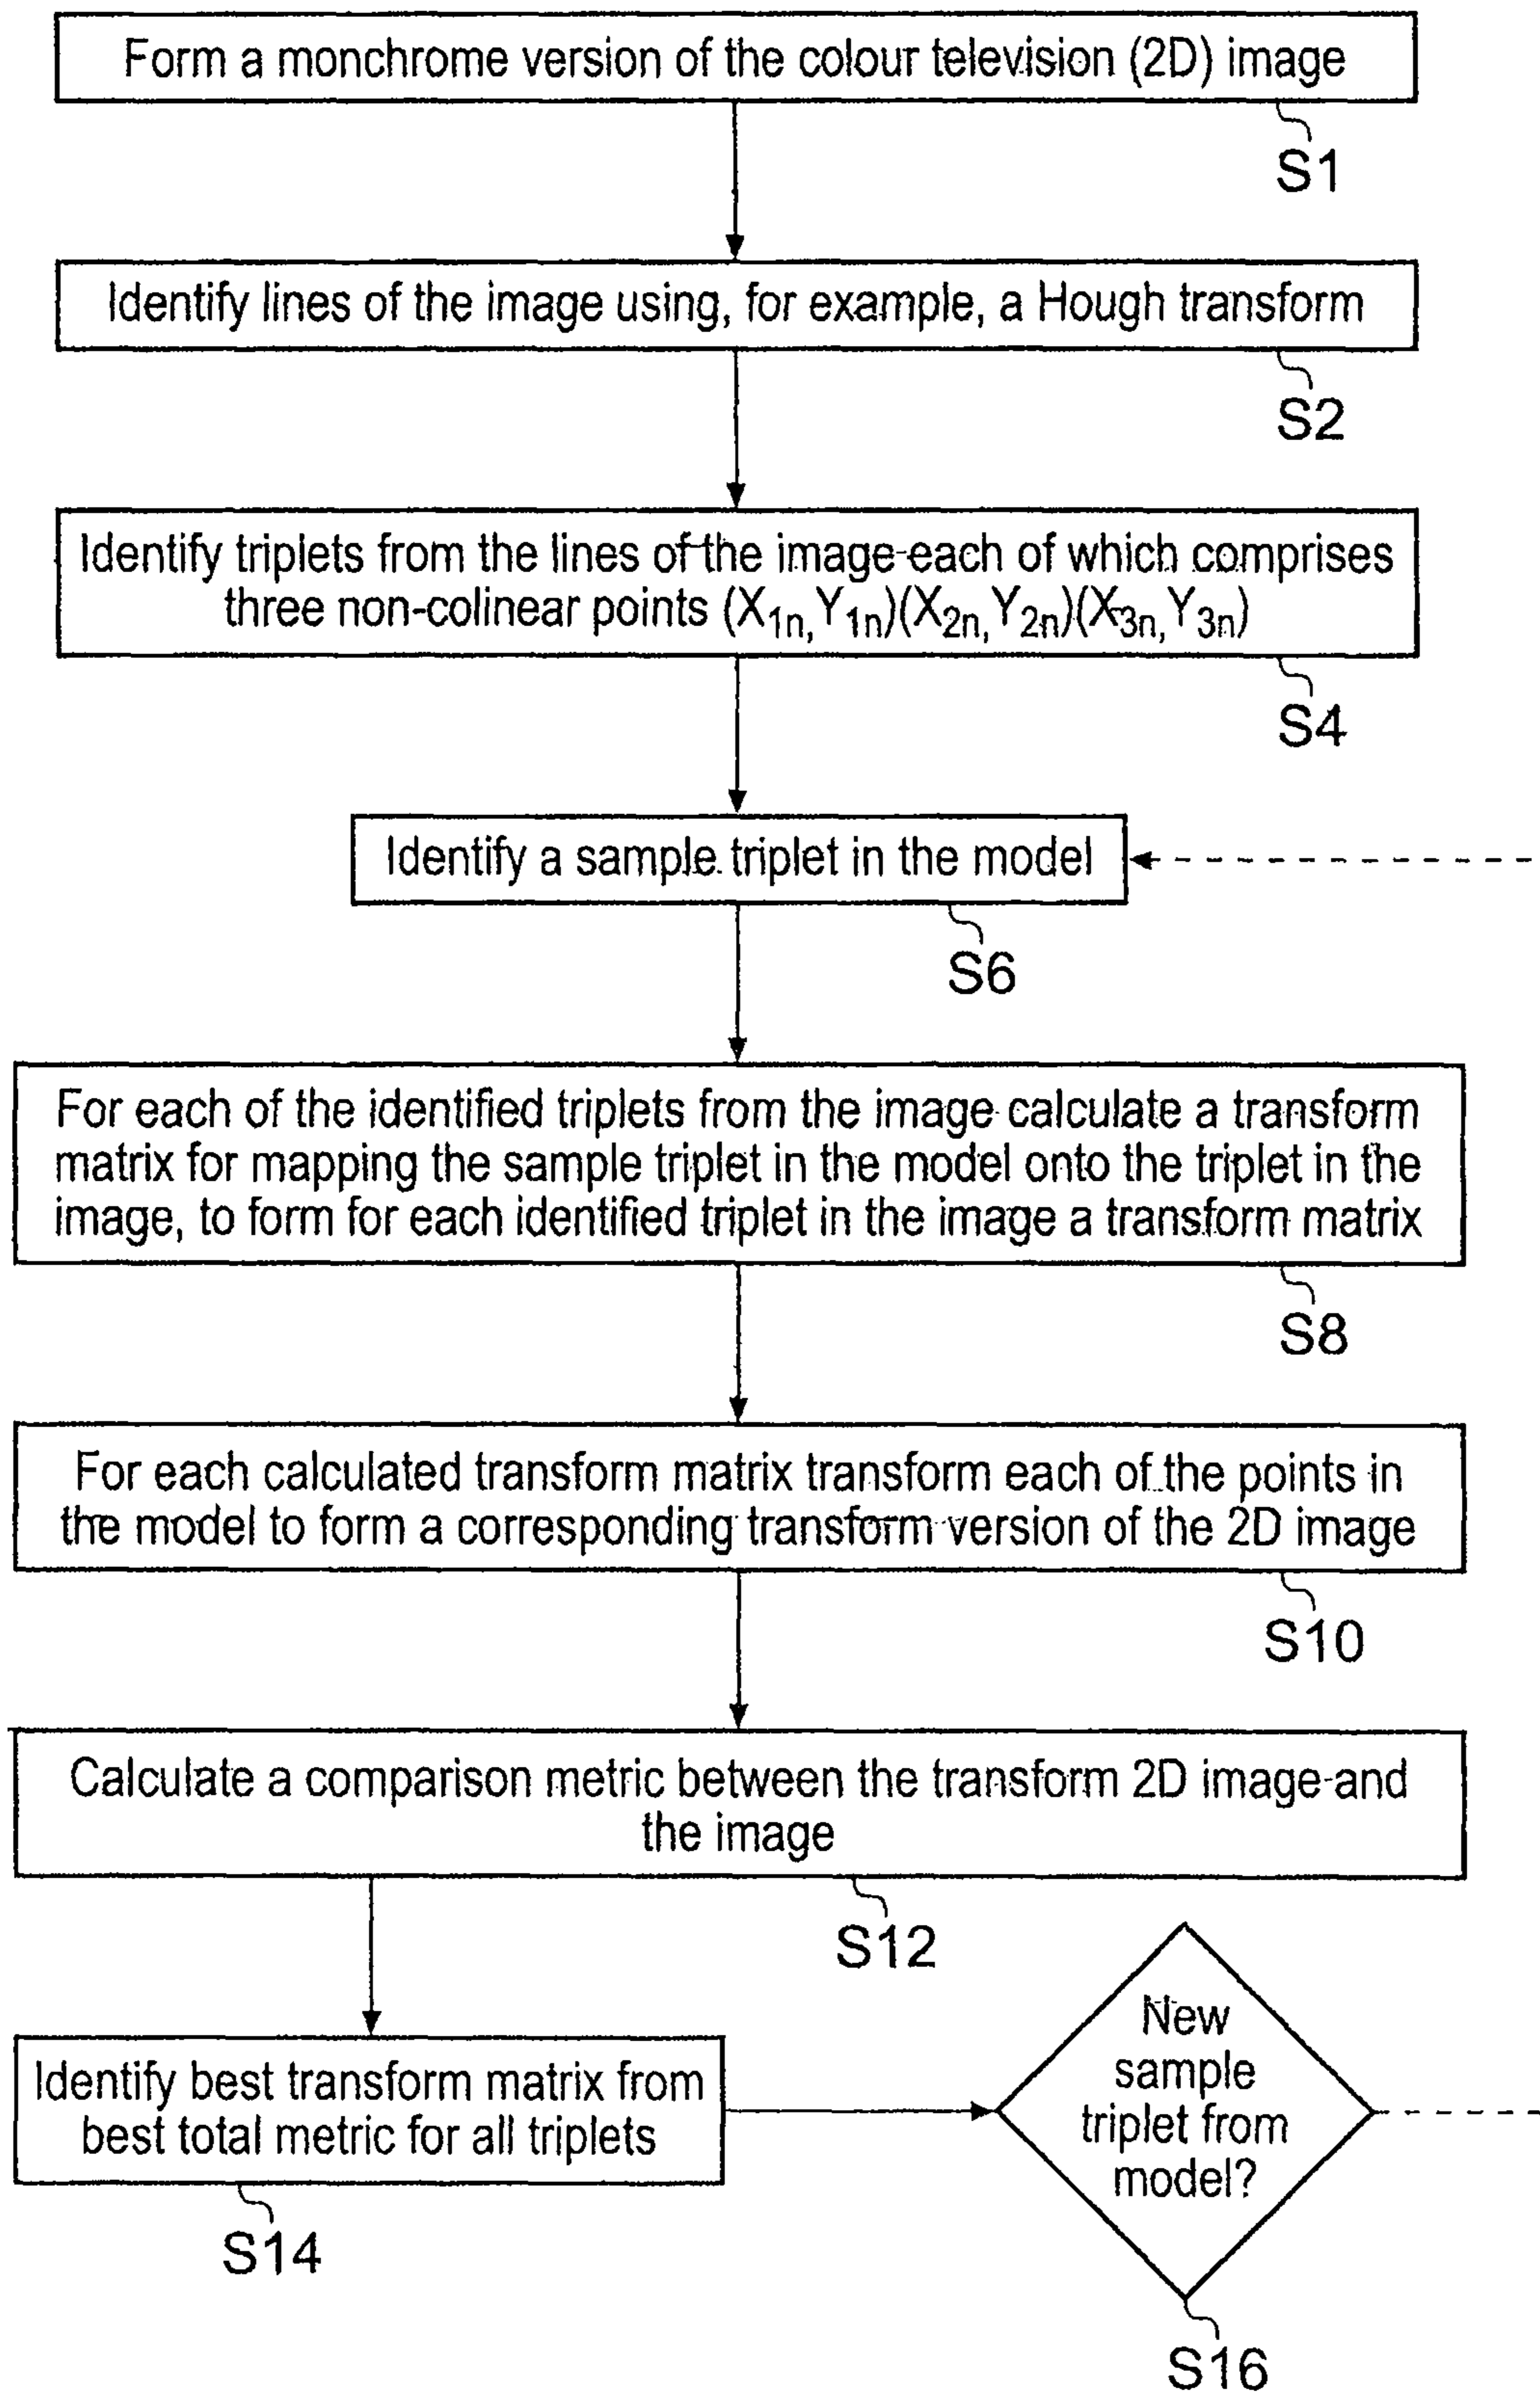 Form a monchrome version of the colour television (2D) image
S1
Identify lines of the image using, for example, a Hough transform
S2
Identify triplets from the lines of the image each of which comprises
three non-colinear points (X1n,Y1n)(X2n,Y2n)(X3n,Y3n)
S4
Identify a sample triplet in the model
S6
For each of the identified triplets from the image calculate a transform
matrix for mapping the sample triplet in the model onto the triplet in the
image, to form for each identified triplet in the image a transform matrix
S8
For each calculated transform matrix transform each of the points in
the model to form a corresponding transform version of the 2D image
S10
Calculate a comparison metric between the transform 2D image and
the image
S12
Identify best transform matrix from
best total metric for all triplets
S14
New
sample
triplet from
model?
S16